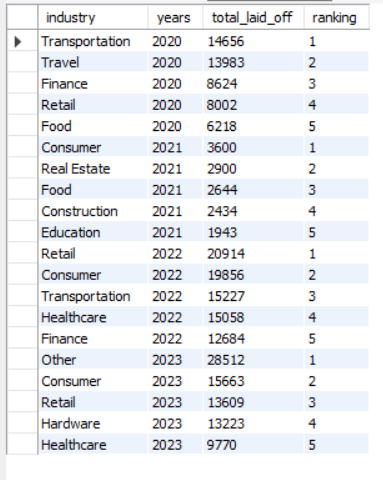 industry years total_laid_off ranking
Transportation 2020 14656 1
Travel 2020 13983 2
Finance 2020 8624 3
Retail 2020 8002 4
Food 2020 6218 5
Consumer 2021 3600 1
Real Estate 2021 2900 2
Food 2021 2644 3
Construction 2021 2434 4
Education 2021 1943 5
Retail 2022 20914 1
Consumer 2022 19856 2
Transportation 2022 15227 3
Healthcare 2022 15058 4
Finance 2022 12684 5
Other 2023 28512 1
Consumer 2023 15663 2
Retail 2023 13609 3
Hardware 2023 13223 4
Healthcare 2023 9770 5